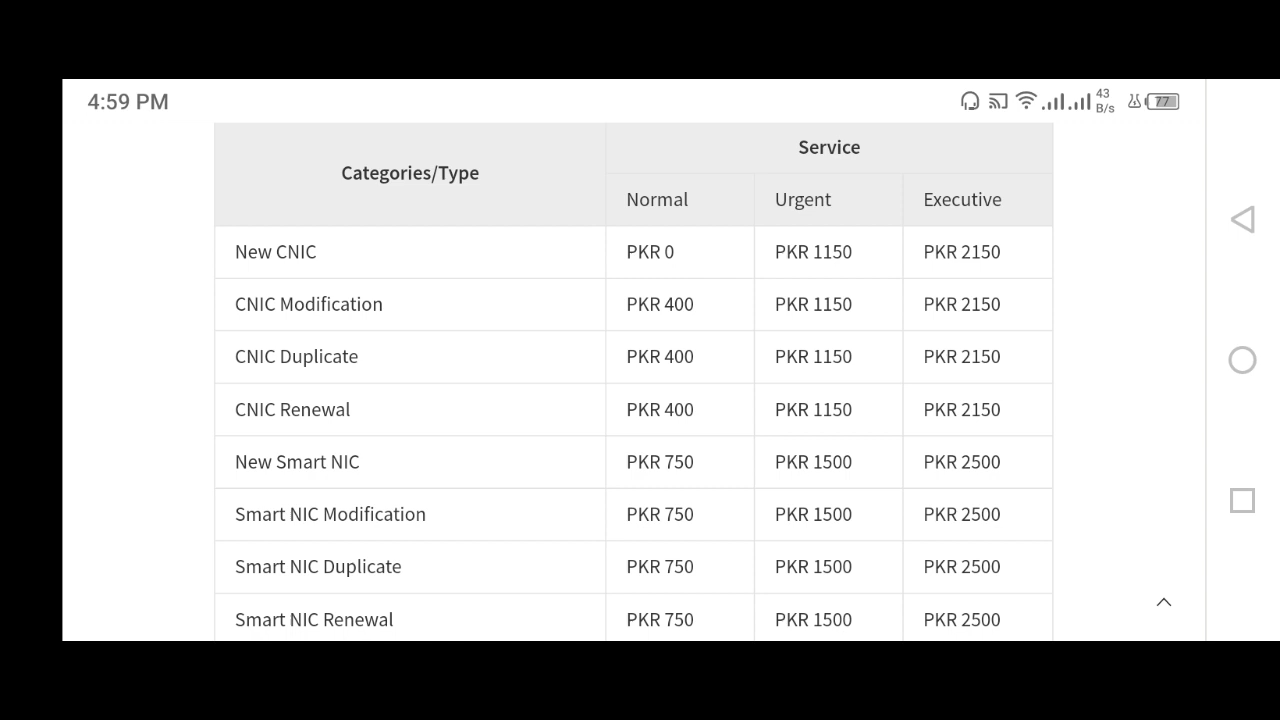 4:59 PM
43
B/s
77
Categories/Type
Service
Normal Urgent Executive
New CNIC PKR 0 PKR 1150 PKR 2150
CNIC Modification PKR 400 PKR 1150 PKR 2150
CNIC Duplicate PKR 400 PKR 1150 PKR 2150
CNIC Renewal PKR 400 PKR 1150 PKR 2150
New Smart NIC PKR 750 PKR 1500 PKR 2500
Smart NIC Modification PKR 750 PKR 1500 PKR 2500
Smart NIC Duplicate PKR 750 PKR 1500 PKR 2500
Smart NIC Renewal PKR 750 PKR 1500 PKR 2500